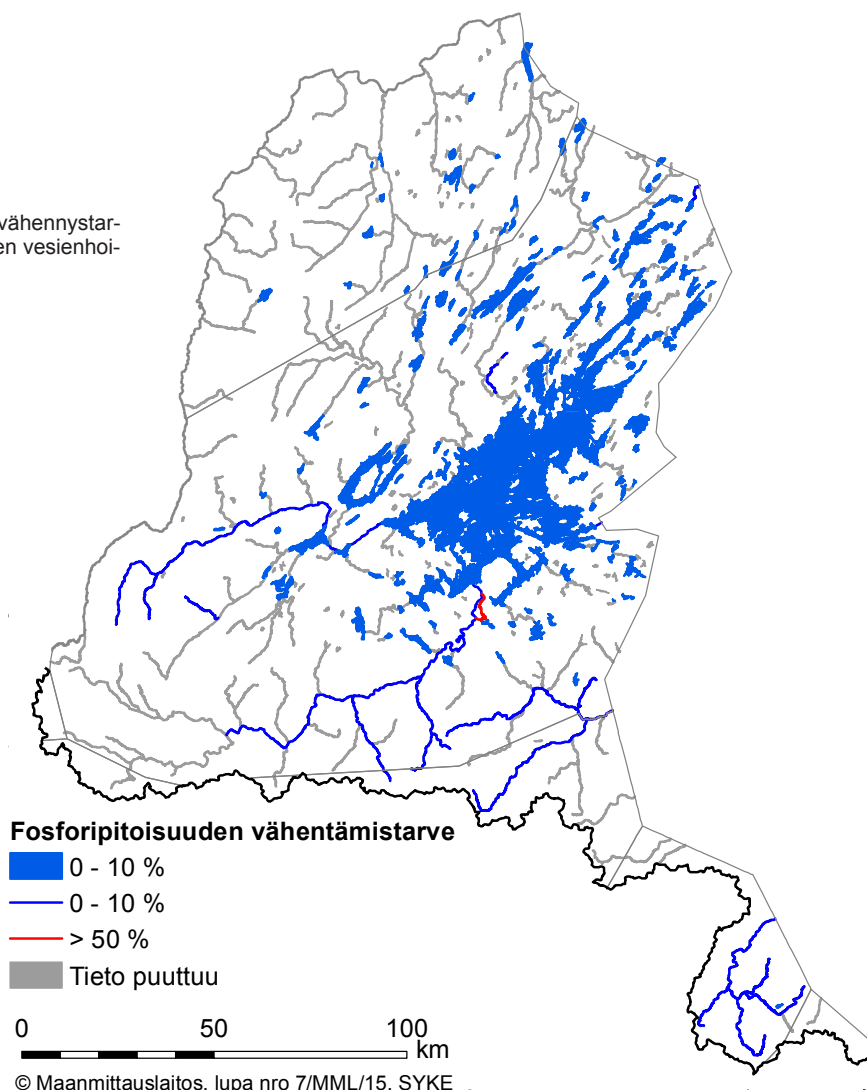 vähennystar-
en vesienhoi-
Fosforipitoisuuden vähentämistarve
0 - 10 %
0 - 10 %
> 50 %
Tieto puuttuu
0 50 100
km
© Maanmittauslaitos, lupa nro 7/MML/15, SYKE